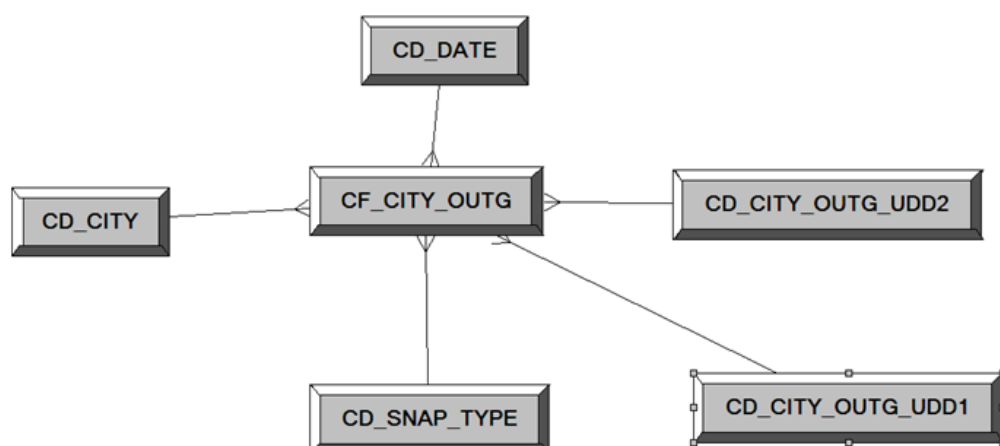 CD_DATE
CF_CITY_OUTG
CD_CITY_OUTG_UDD2
CD_CITY
CD_SNAP_TYPE
CD_CITY_OUTG_UDD1